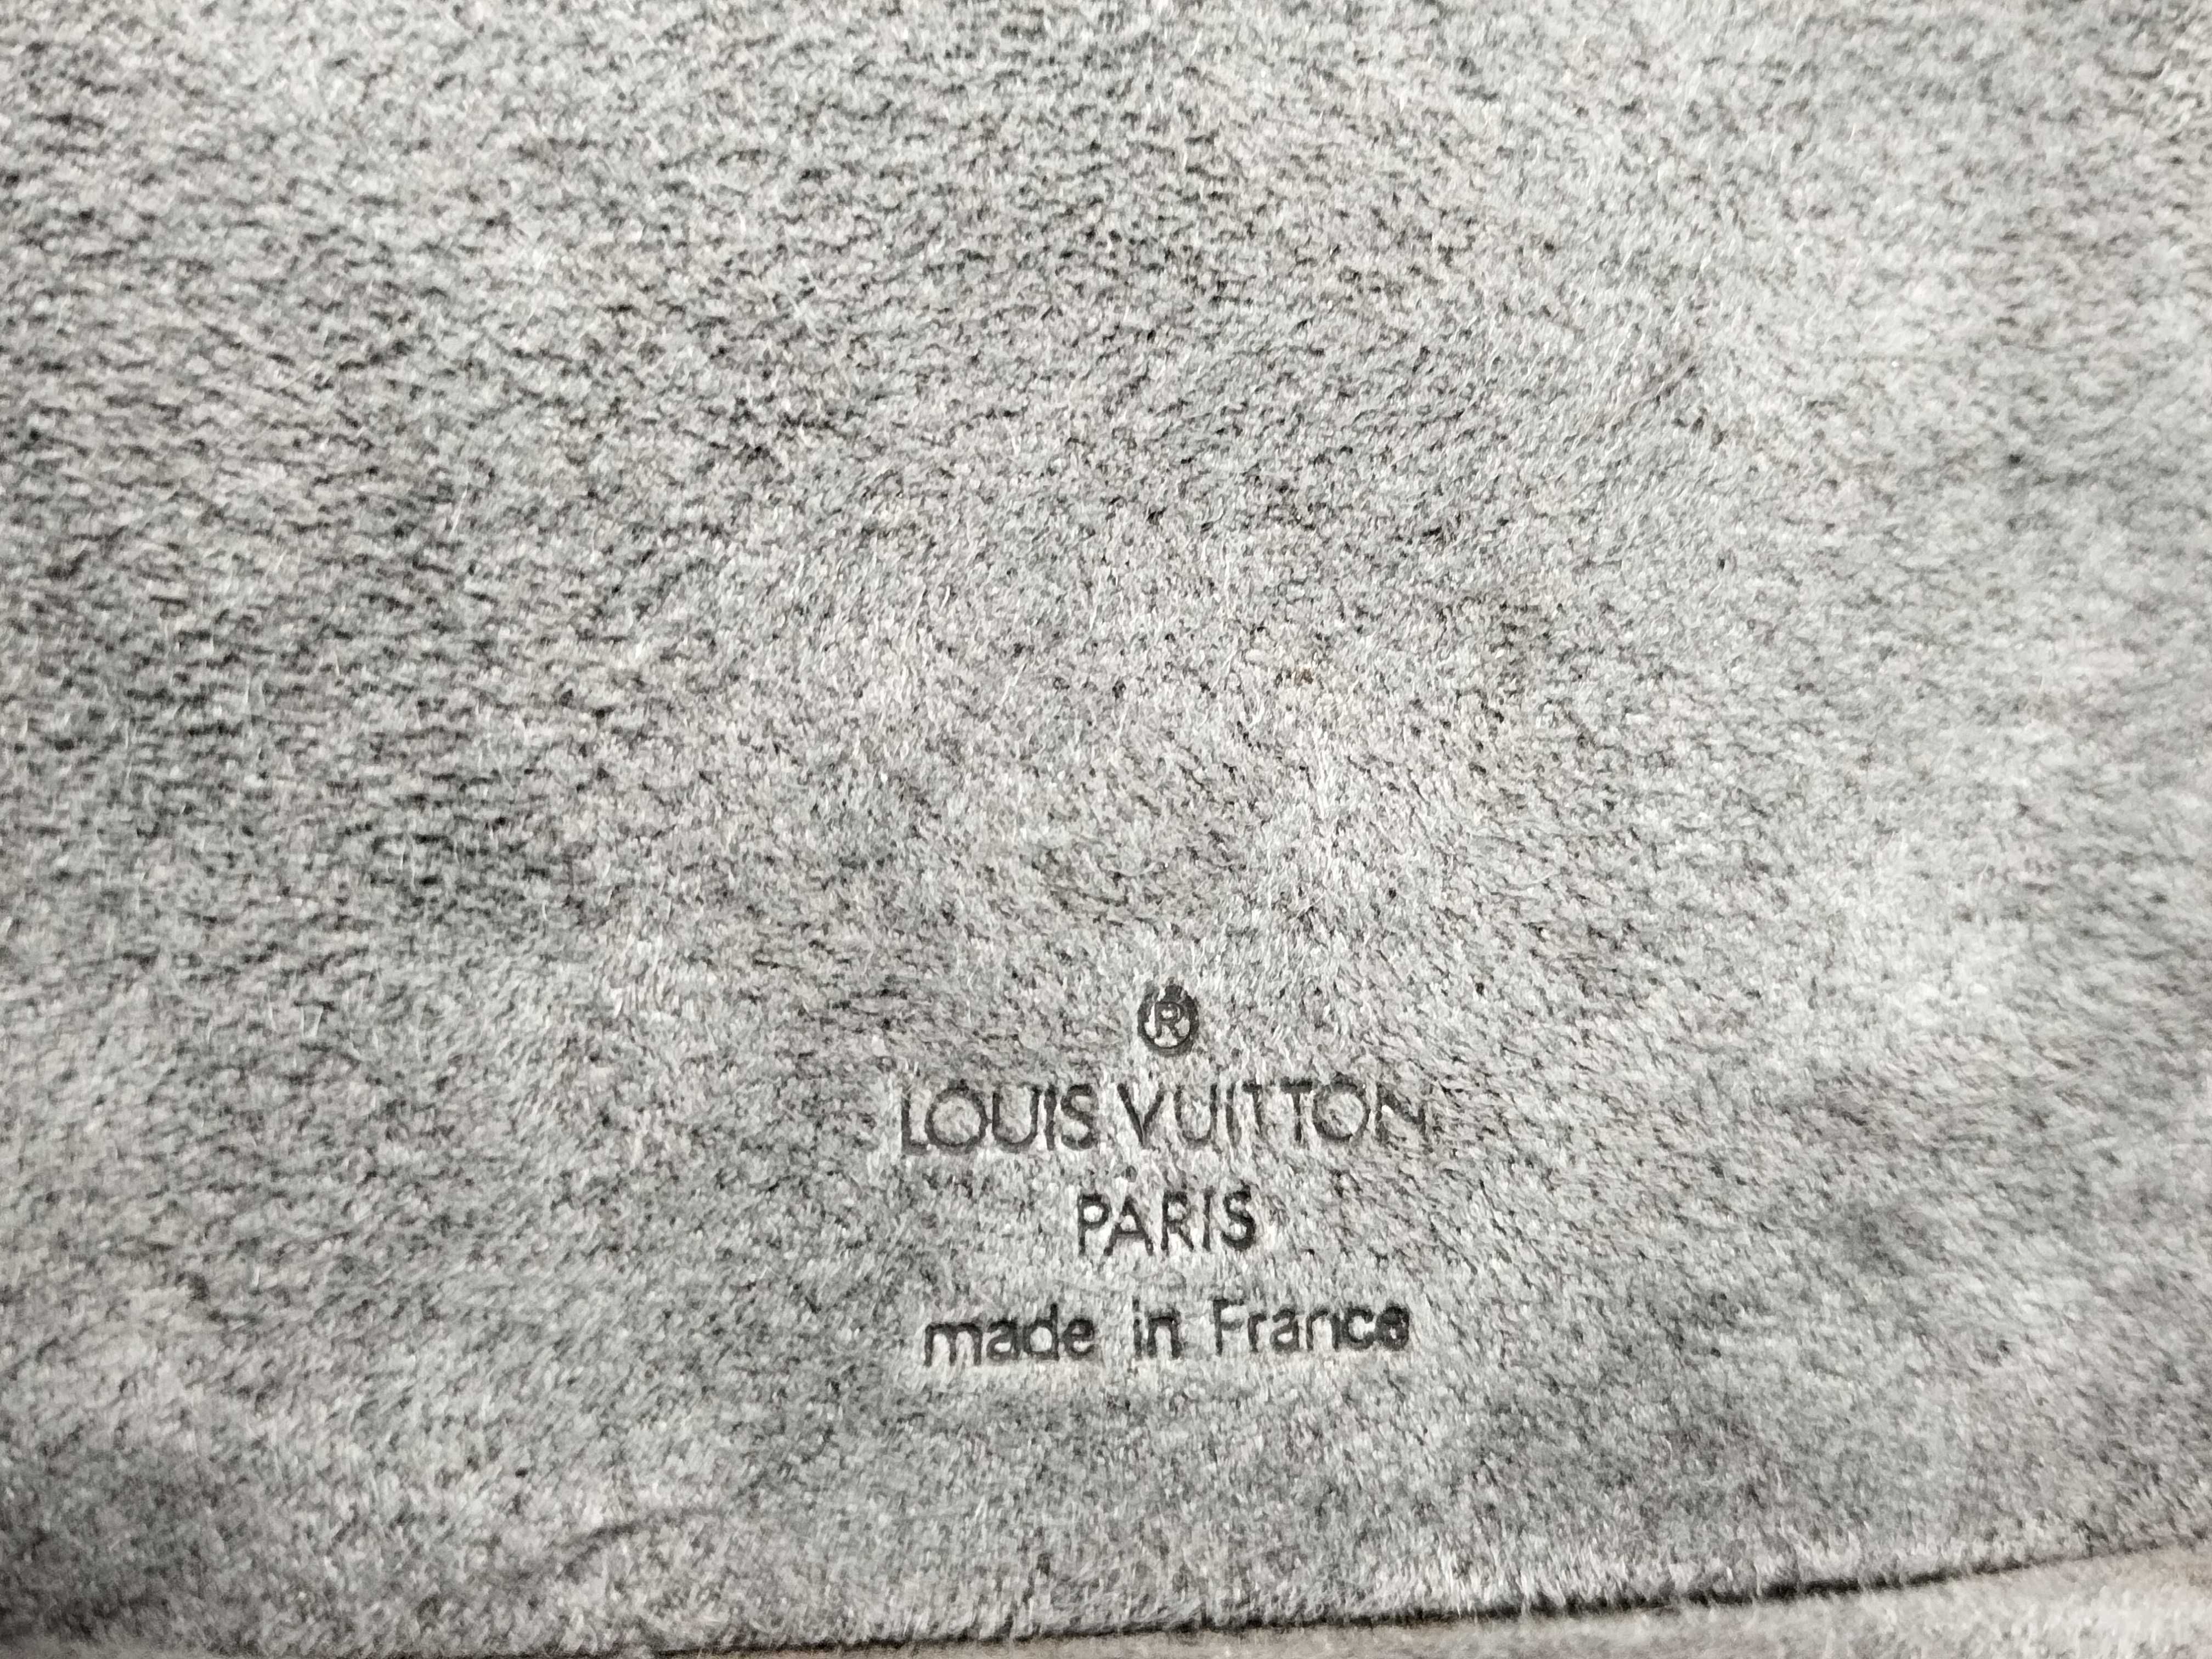 ®
LOUIS VUITTON
PARIS
made in France